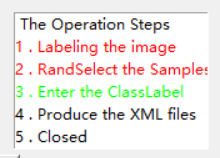 The Operation Steps
1 . Labeling the image
2 . RandSelect the Samples
3 . Enter the ClassLabel
4 . Produce the XML files
5 . Closed